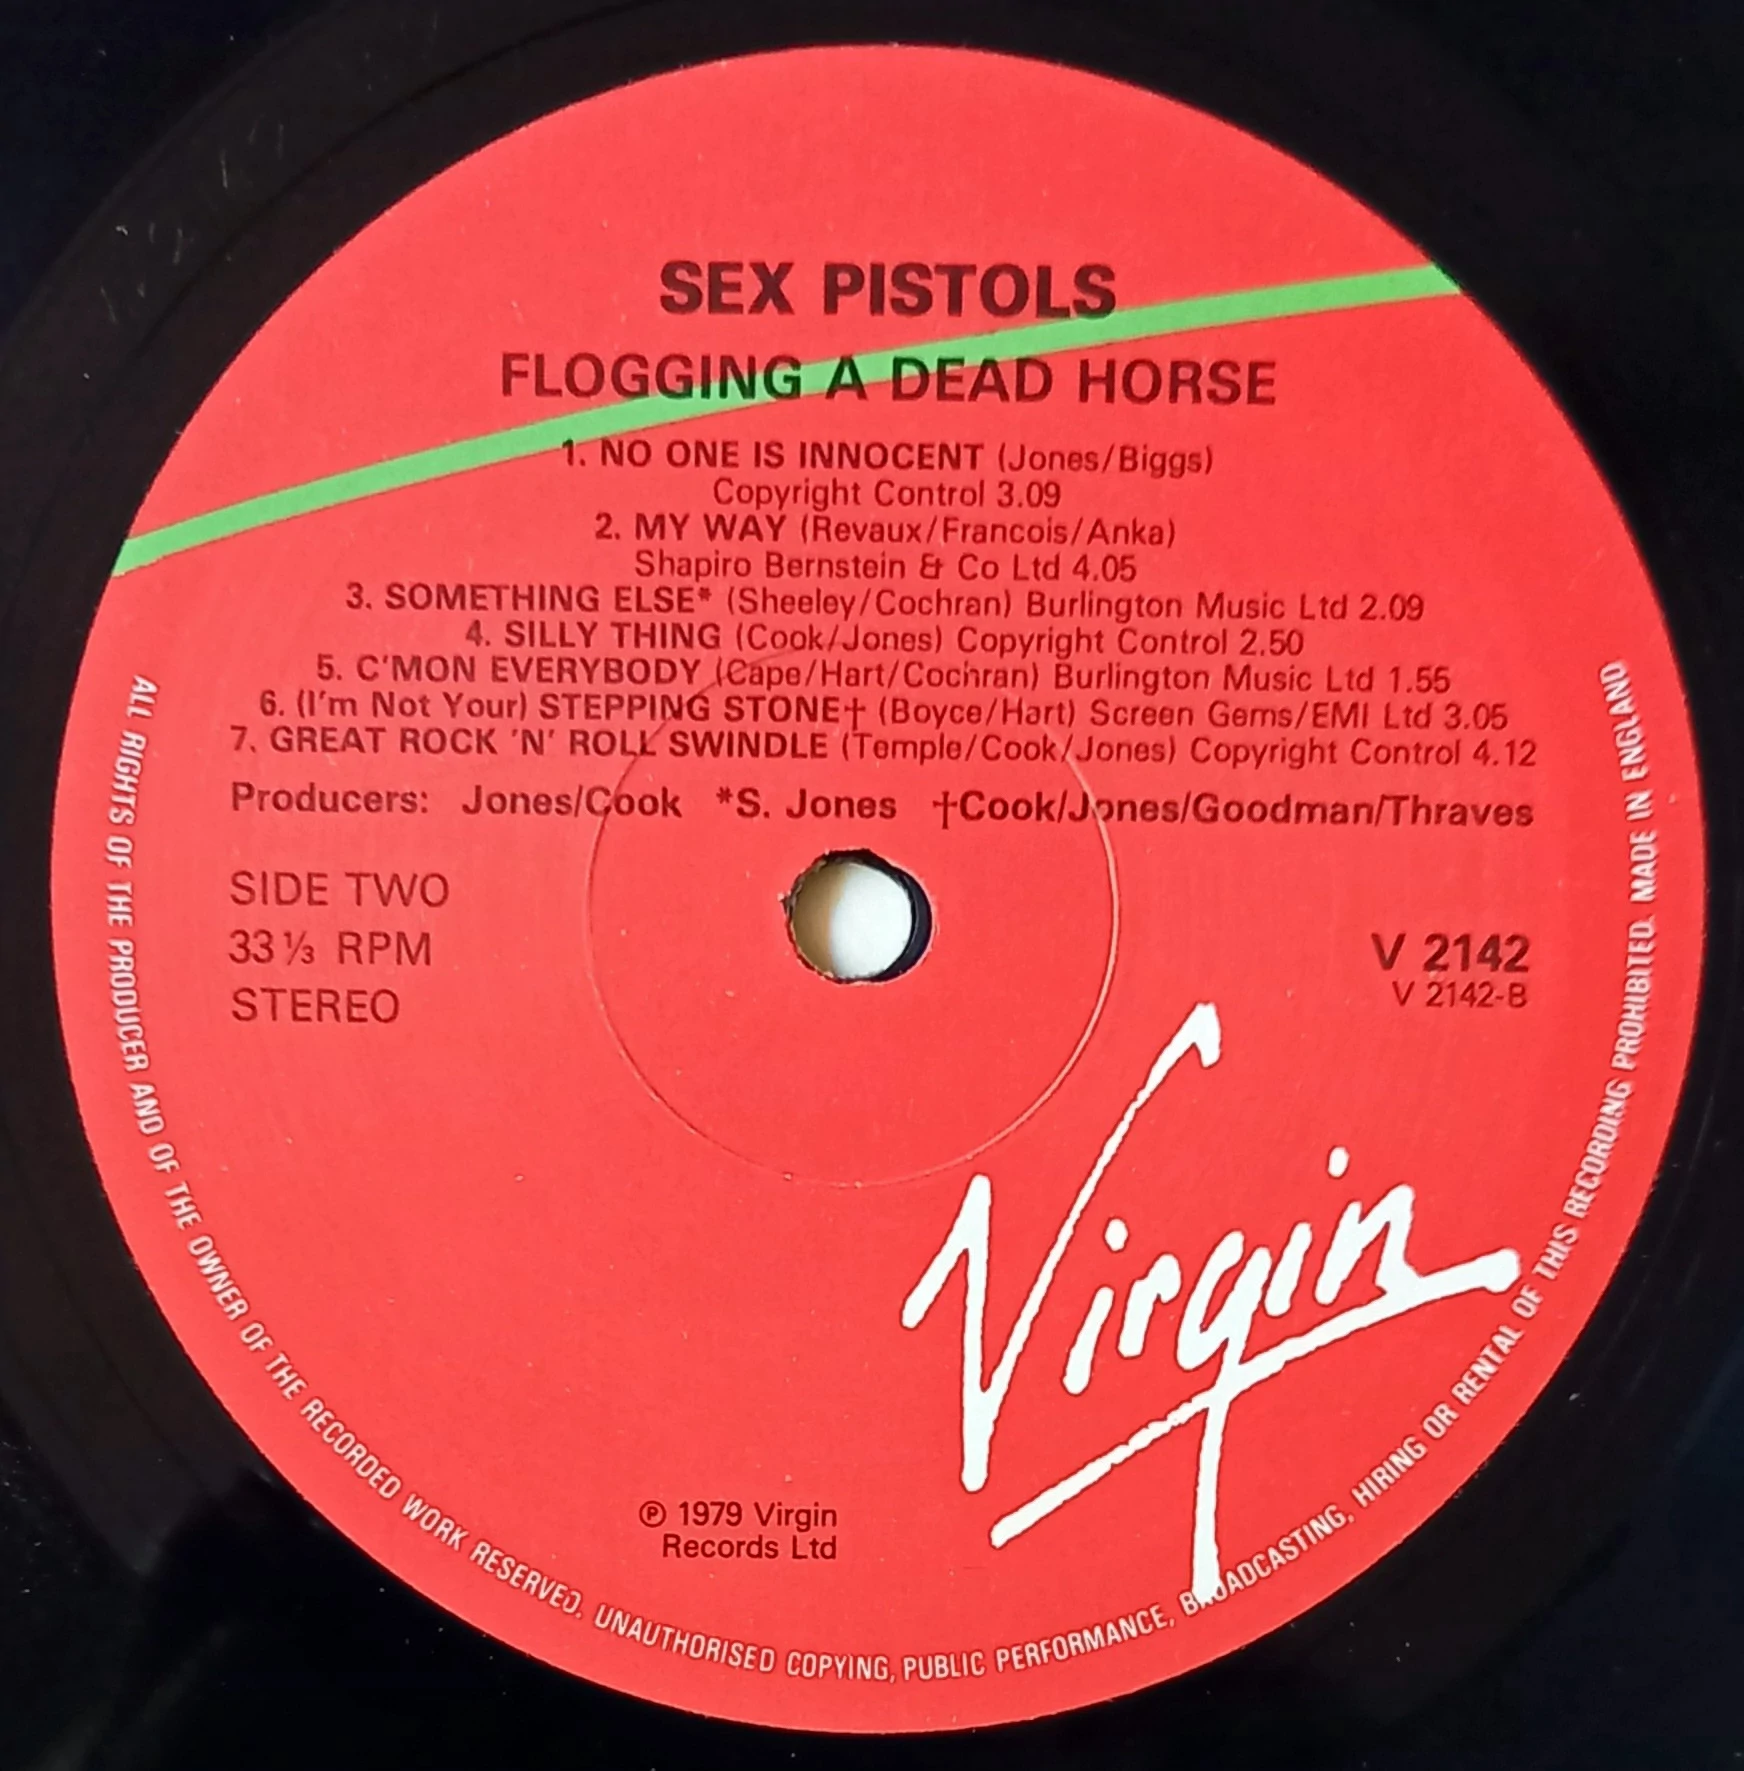 SEX PISTOLS
FLOGGING A DEAD HORSE
1. NO ONE IS INNOCENT (Jones/Biggs)
Copyright Control 3.09
2. MY WAY (Revaux/Francois/Anka)
Shapiro Bernstein & Co Ltd 4.05
3. SOMETHING ELSE* (Sheeley/Cochran) Burlington Music Ltd 2.09
4. SILLY THING (Cook/Jones) Copyright Control 2.50
5. C'MON EVERYBODY (Cape/Hart/Cochran) Burlington Music Ltd 1.55
6. (I'm Not Your) STEPPING STONE† (Boyce/Hart) Screen Gems/EMI Ltd 3.05
7. GREAT ROCK 'N' ROLL SWINDLE (Temple/Cook/Jones) Copyright Control 4.12
Producers: Jones/Cook *S. Jones †Cook/Jones/Goodman/Thraves
SIDE TWO
33⅓ RPM
STEREO
V 2142
V 2142-B
Virgin
℗ 1979 Virgin
Records Ltd
ALL RIGHTS OF THE PRODUCER AND OF THE OWNER OF THE RECORDED WORK RESERVED. UNAUTHORISED COPYING, PUBLIC PERFORMANCE, BROADCASTING, HIRING OR RENTAL OF THIS RECORDING PROHIBITED. MADE IN ENGLAND